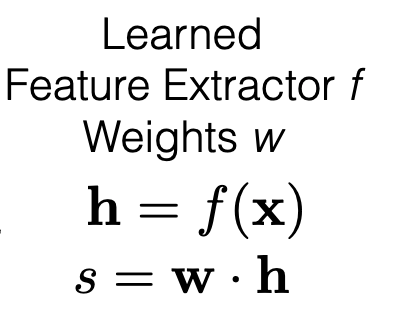 Learned
Feature Extractor f
Weights w
h = f(x)
s = w · h